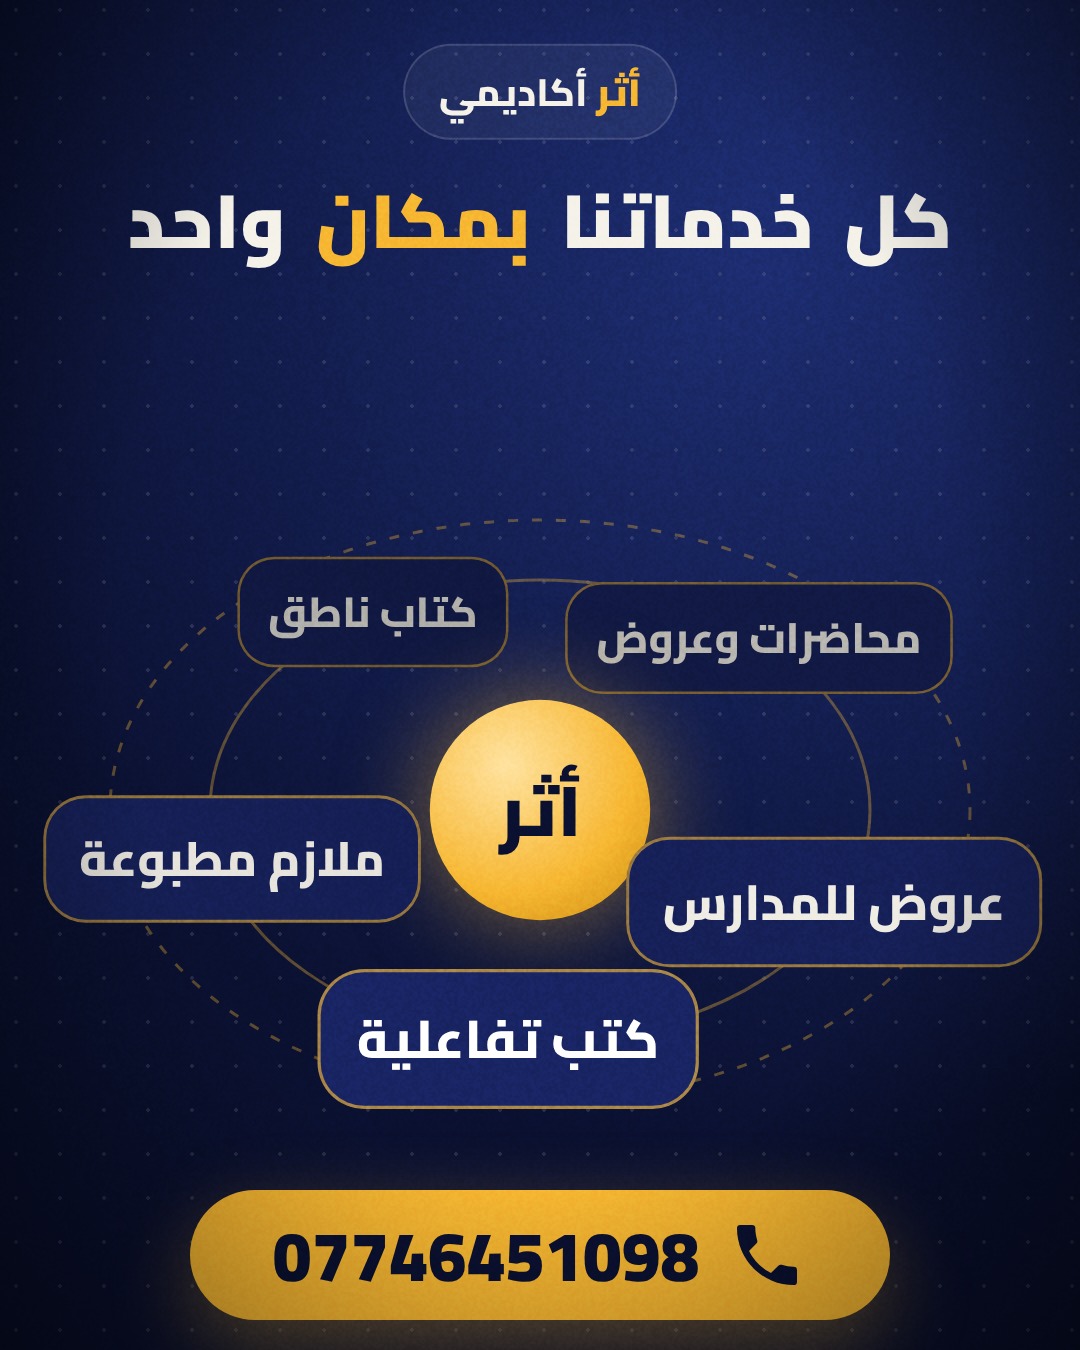 أثر أكاديمي
كل خدماتنا بمكان واحد
محاضرات وعروض
كتاب ناطق
أثر
ملازم مطبوعة
عروض للمدارس
كتب تفاعلية
07746451098